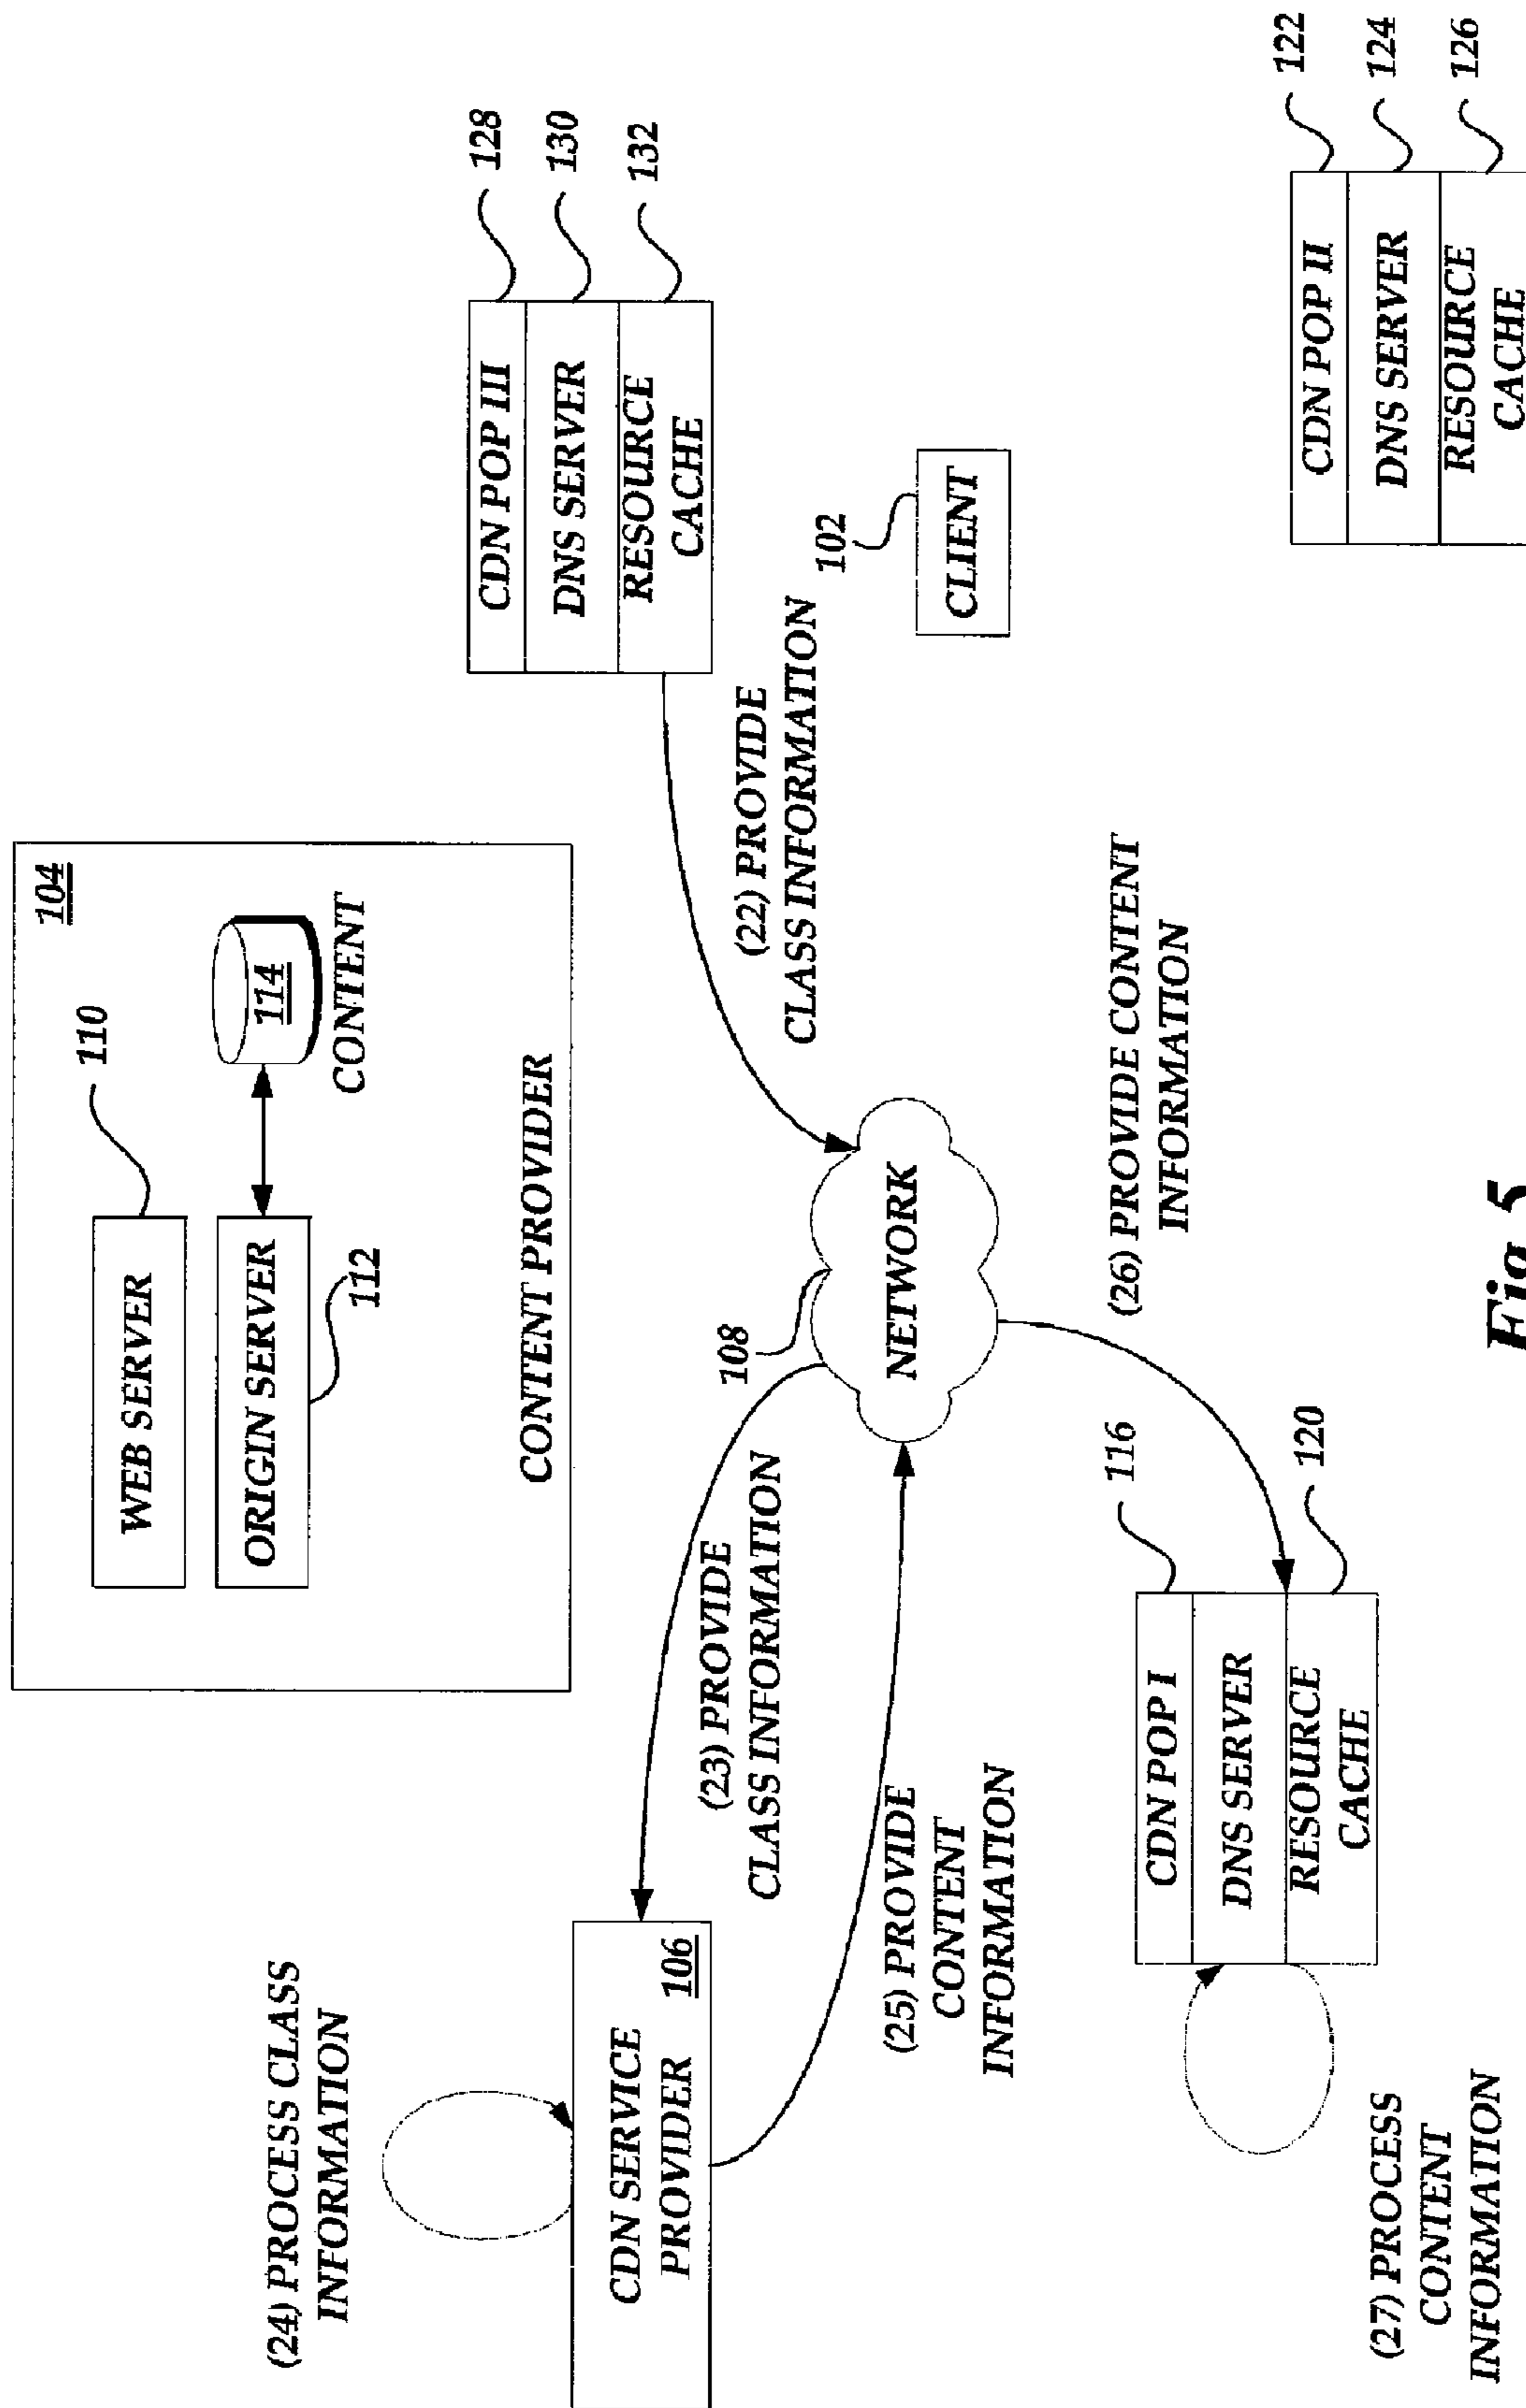 104
WEB SERVER
110
ORIGIN SERVER
112
114
CONTENT
CONTENT PROVIDER
(24) PROCESS CLASS
INFORMATION
CDN SERVICE
PROVIDER
106
(23) PROVIDE
CLASS INFORMATION
108
NETWORK
(22) PROVIDE
CLASS INFORMATION
CDN POP III
DNS SERVER
RESOURCE
CACHE
128
130
132
102
CLIENT
(25) PROVIDE
CONTENT
INFORMATION
(26) PROVIDE CONTENT
INFORMATION
CDN POP I
DNS SERVER
RESOURCE
CACHE
116
120
(27) PROCESS
CONTENT
INFORMATION
CDN POP II
DNS SERVER
RESOURCE
CACHE
122
124
126
Fig. 5